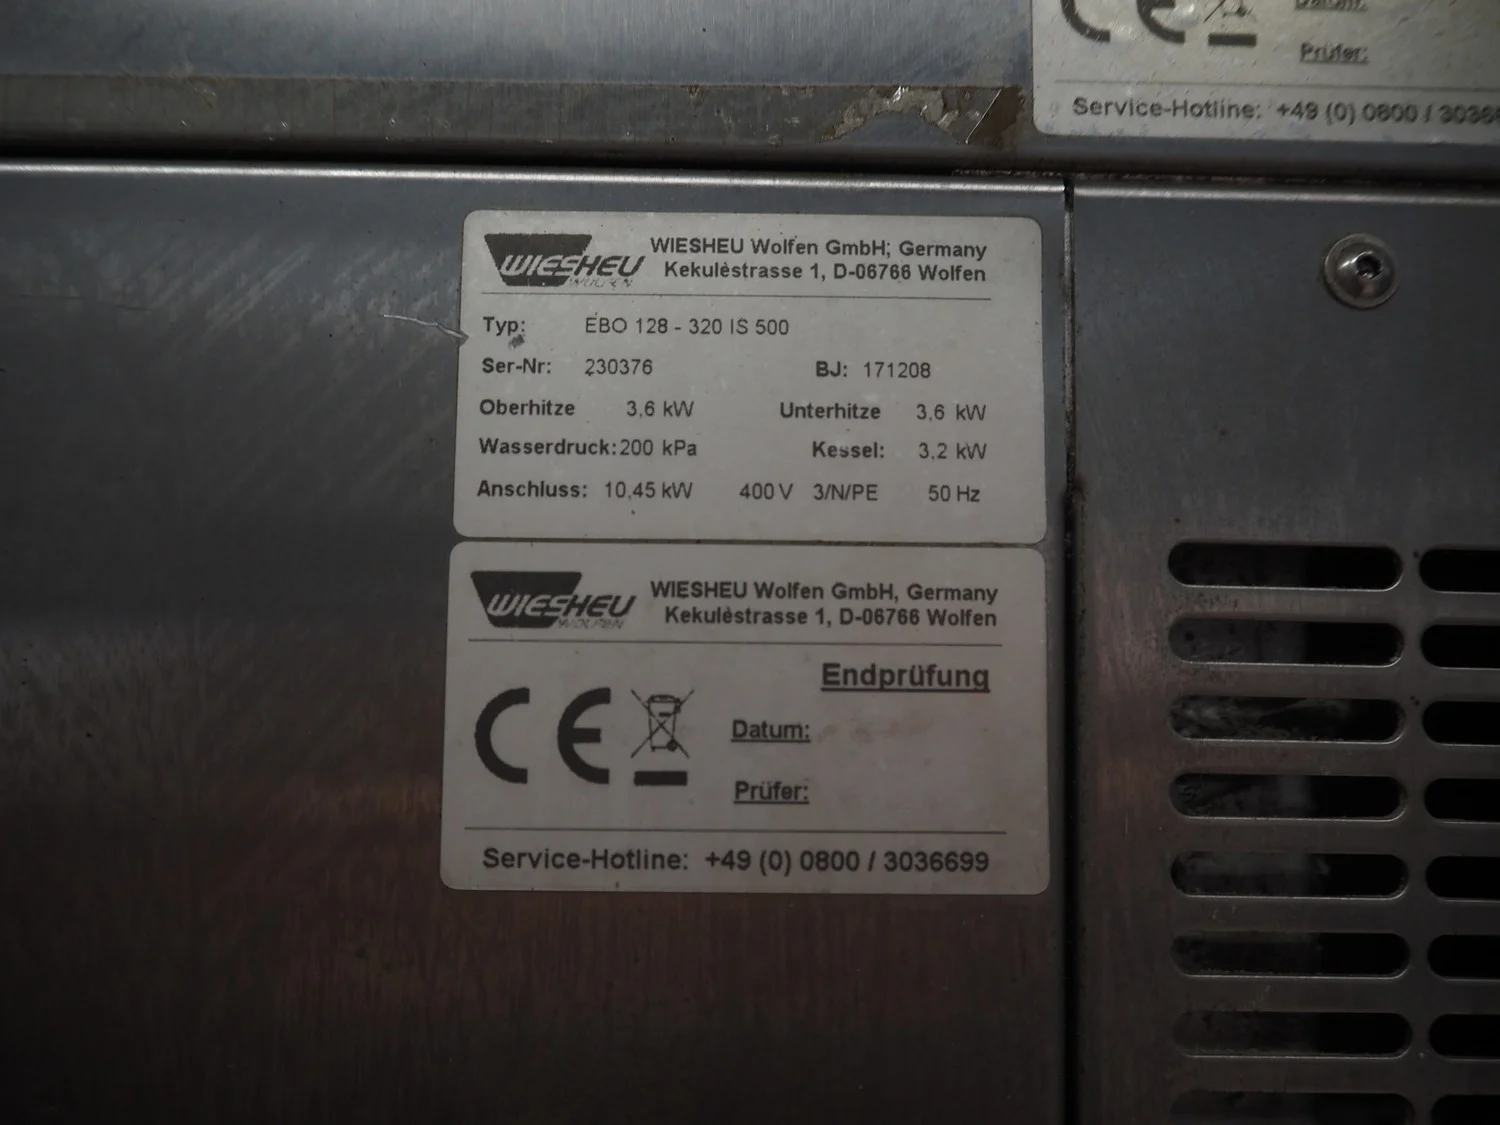 Prüfer:
Service-Hotline: +49 (0) 0800 /
WIESHEU
WOLFEN
WIESHEU Wolfen GmbH, Germany
Kekulèstrasse 1, D-06766 Wolfen
Typ: EBO 128 - 320 IS 500
Ser-Nr: 230376 BJ: 171208
Oberhitze 3,6 kW Unterhitze 3,6 kW
Wasserdruck: 200 kPa Kessel: 3,2 kW
Anschluss: 10,45 kW 400 V 3/N/PE 50 Hz
WIESHEU
WOLFEN
WIESHEU Wolfen GmbH, Germany
Kekulèstrasse 1, D-06766 Wolfen
CE
Endprüfung
Datum:
Prüfer:
Service-Hotline: +49 (0) 0800 / 3036699